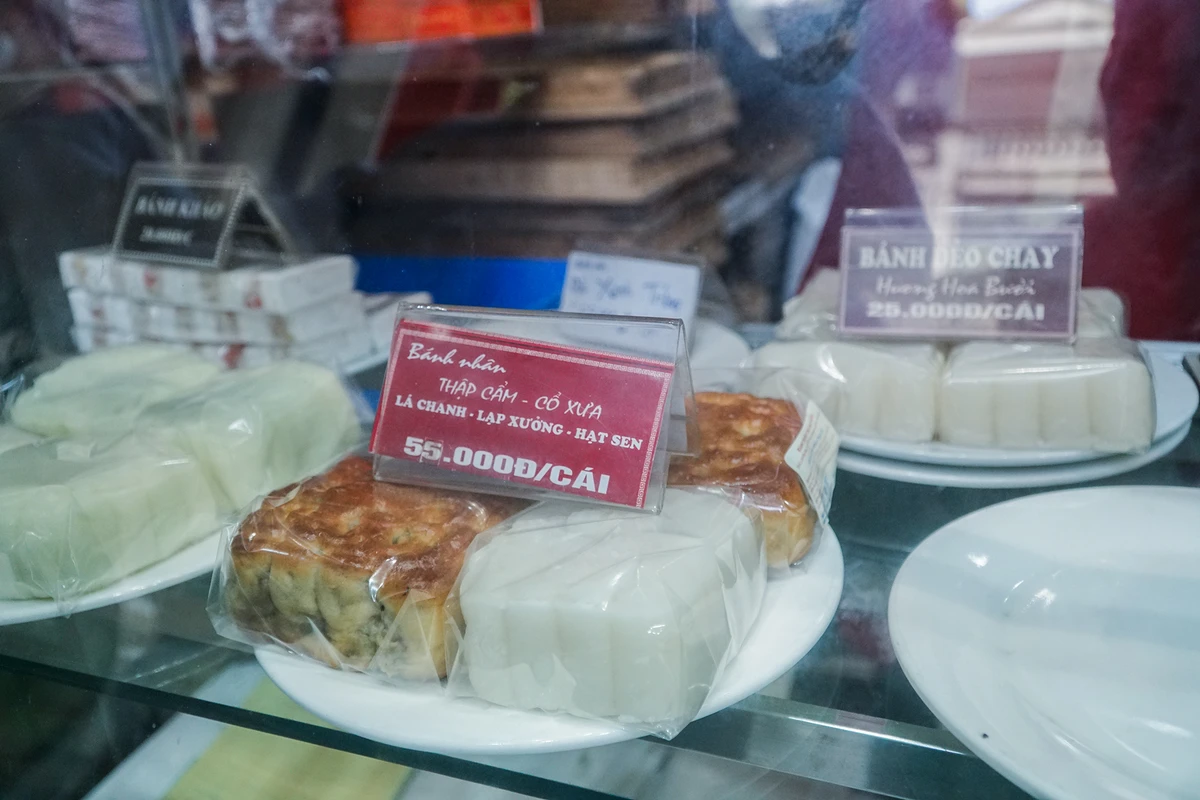 BÁNH KHẢO
Bánh nhân
THẬP CẨM - CỔ XƯA
LÁ CHANH - LẠP XƯỞNG - HẠT SEN
55.000Đ/CÁI
BÁNH DẺO CHAY
Hương Hoa Bưởi
25.000Đ/CÁI